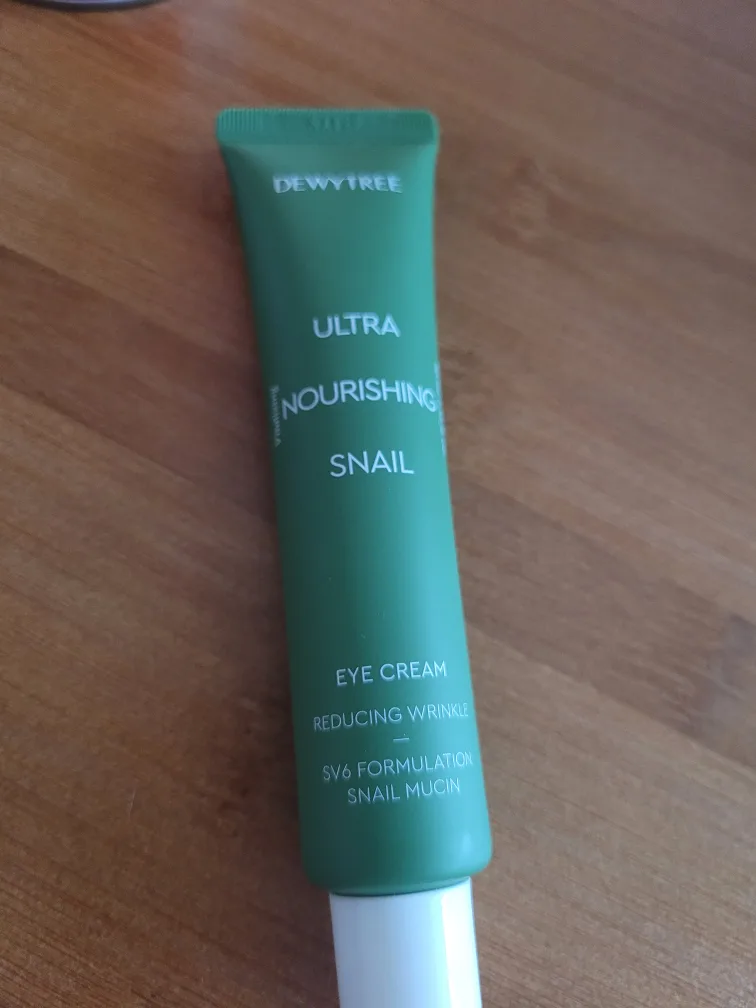 DEWYTREE
ULTRA
NOURISHING
SNAIL
EYE CREAM
REDUCING WRINKLE
SV6 FORMULATION
SNAIL MUCIN